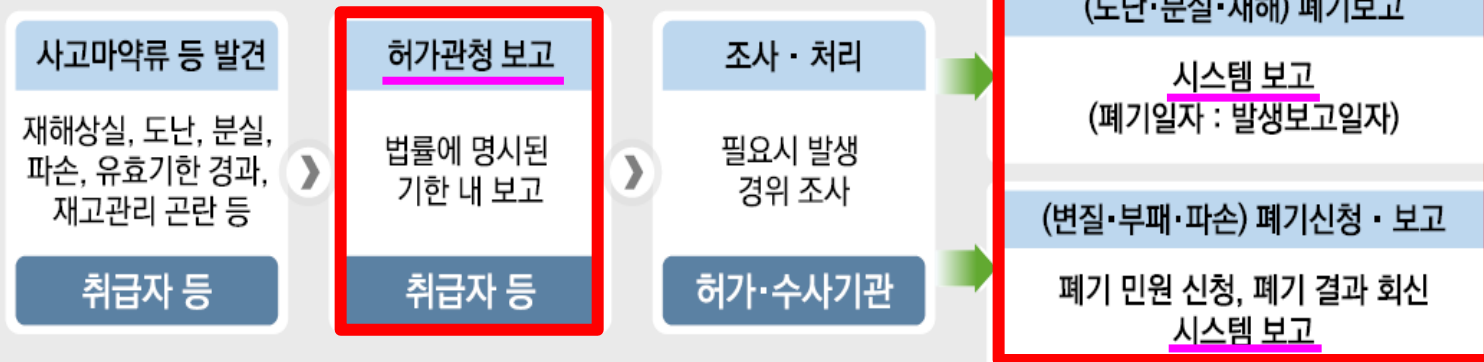 사고마약류 등 발견
재해상실, 도난, 분실,
파손, 유효기한 경과,
재고관리 곤란 등
취급자 등
허가관청 보고
법률에 명시된
기한 내 보고
취급자 등
조사 · 처리
필요시 발생
경위 조사
허가·수사기관
(도난·분실·재해) 폐기보고
시스템 보고
(폐기일자 : 발생보고일자)
(변질·부패·파손) 폐기신청 · 보고
폐기 민원 신청, 폐기 결과 회신
시스템 보고